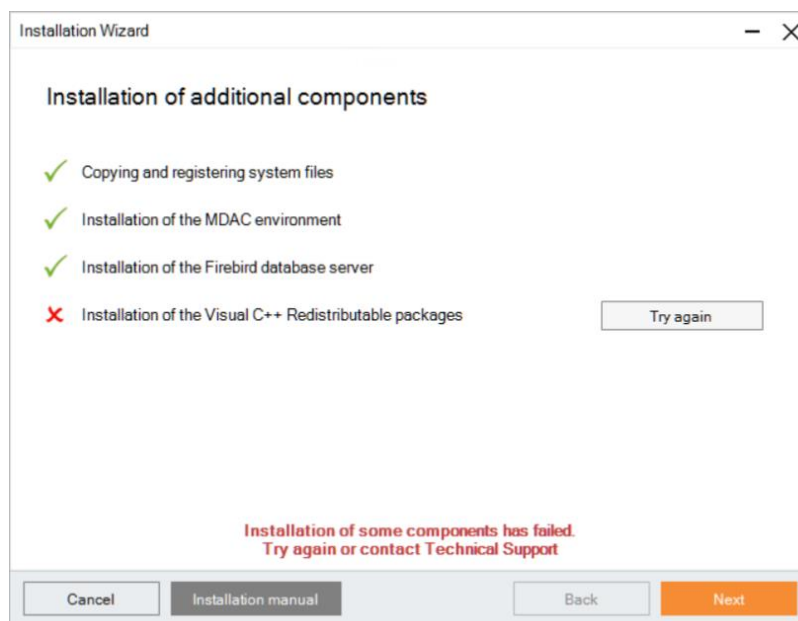 Installation Wizard
Installation of additional components
Copying and registering system files
Installation of the MDAC environment
Installation of the Firebird database server
Installation of the Visual C++ Redistributable packages
Try again
Installation of some components has failed.
Try again or contact Technical Support
Cancel
Installation manual
Back
Next